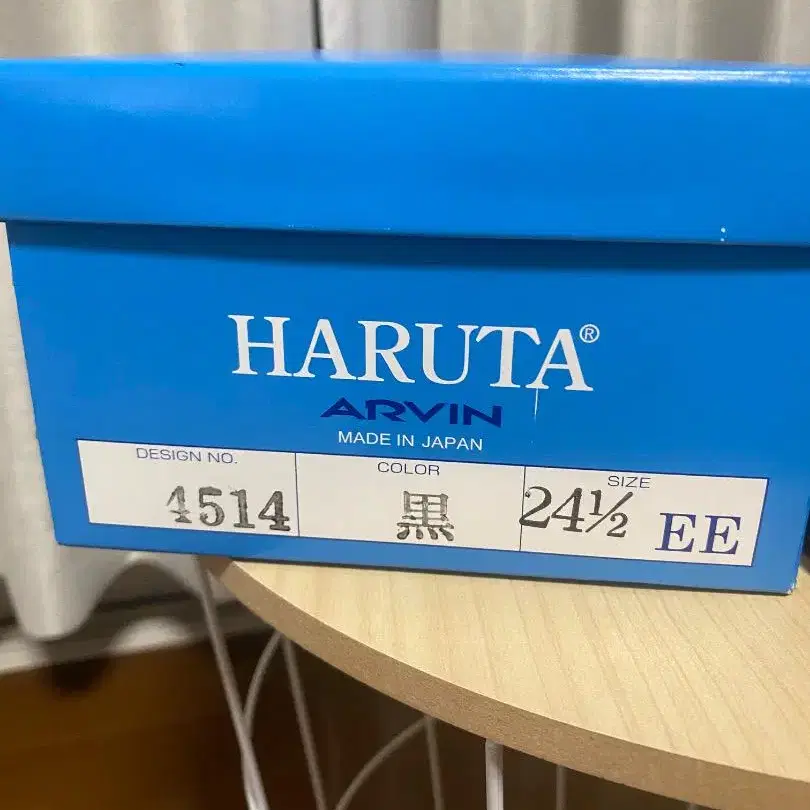 HARUTA®
ARVIN
MADE IN JAPAN
DESIGN NO. COLOR SIZE
4514 黒 24½ EE